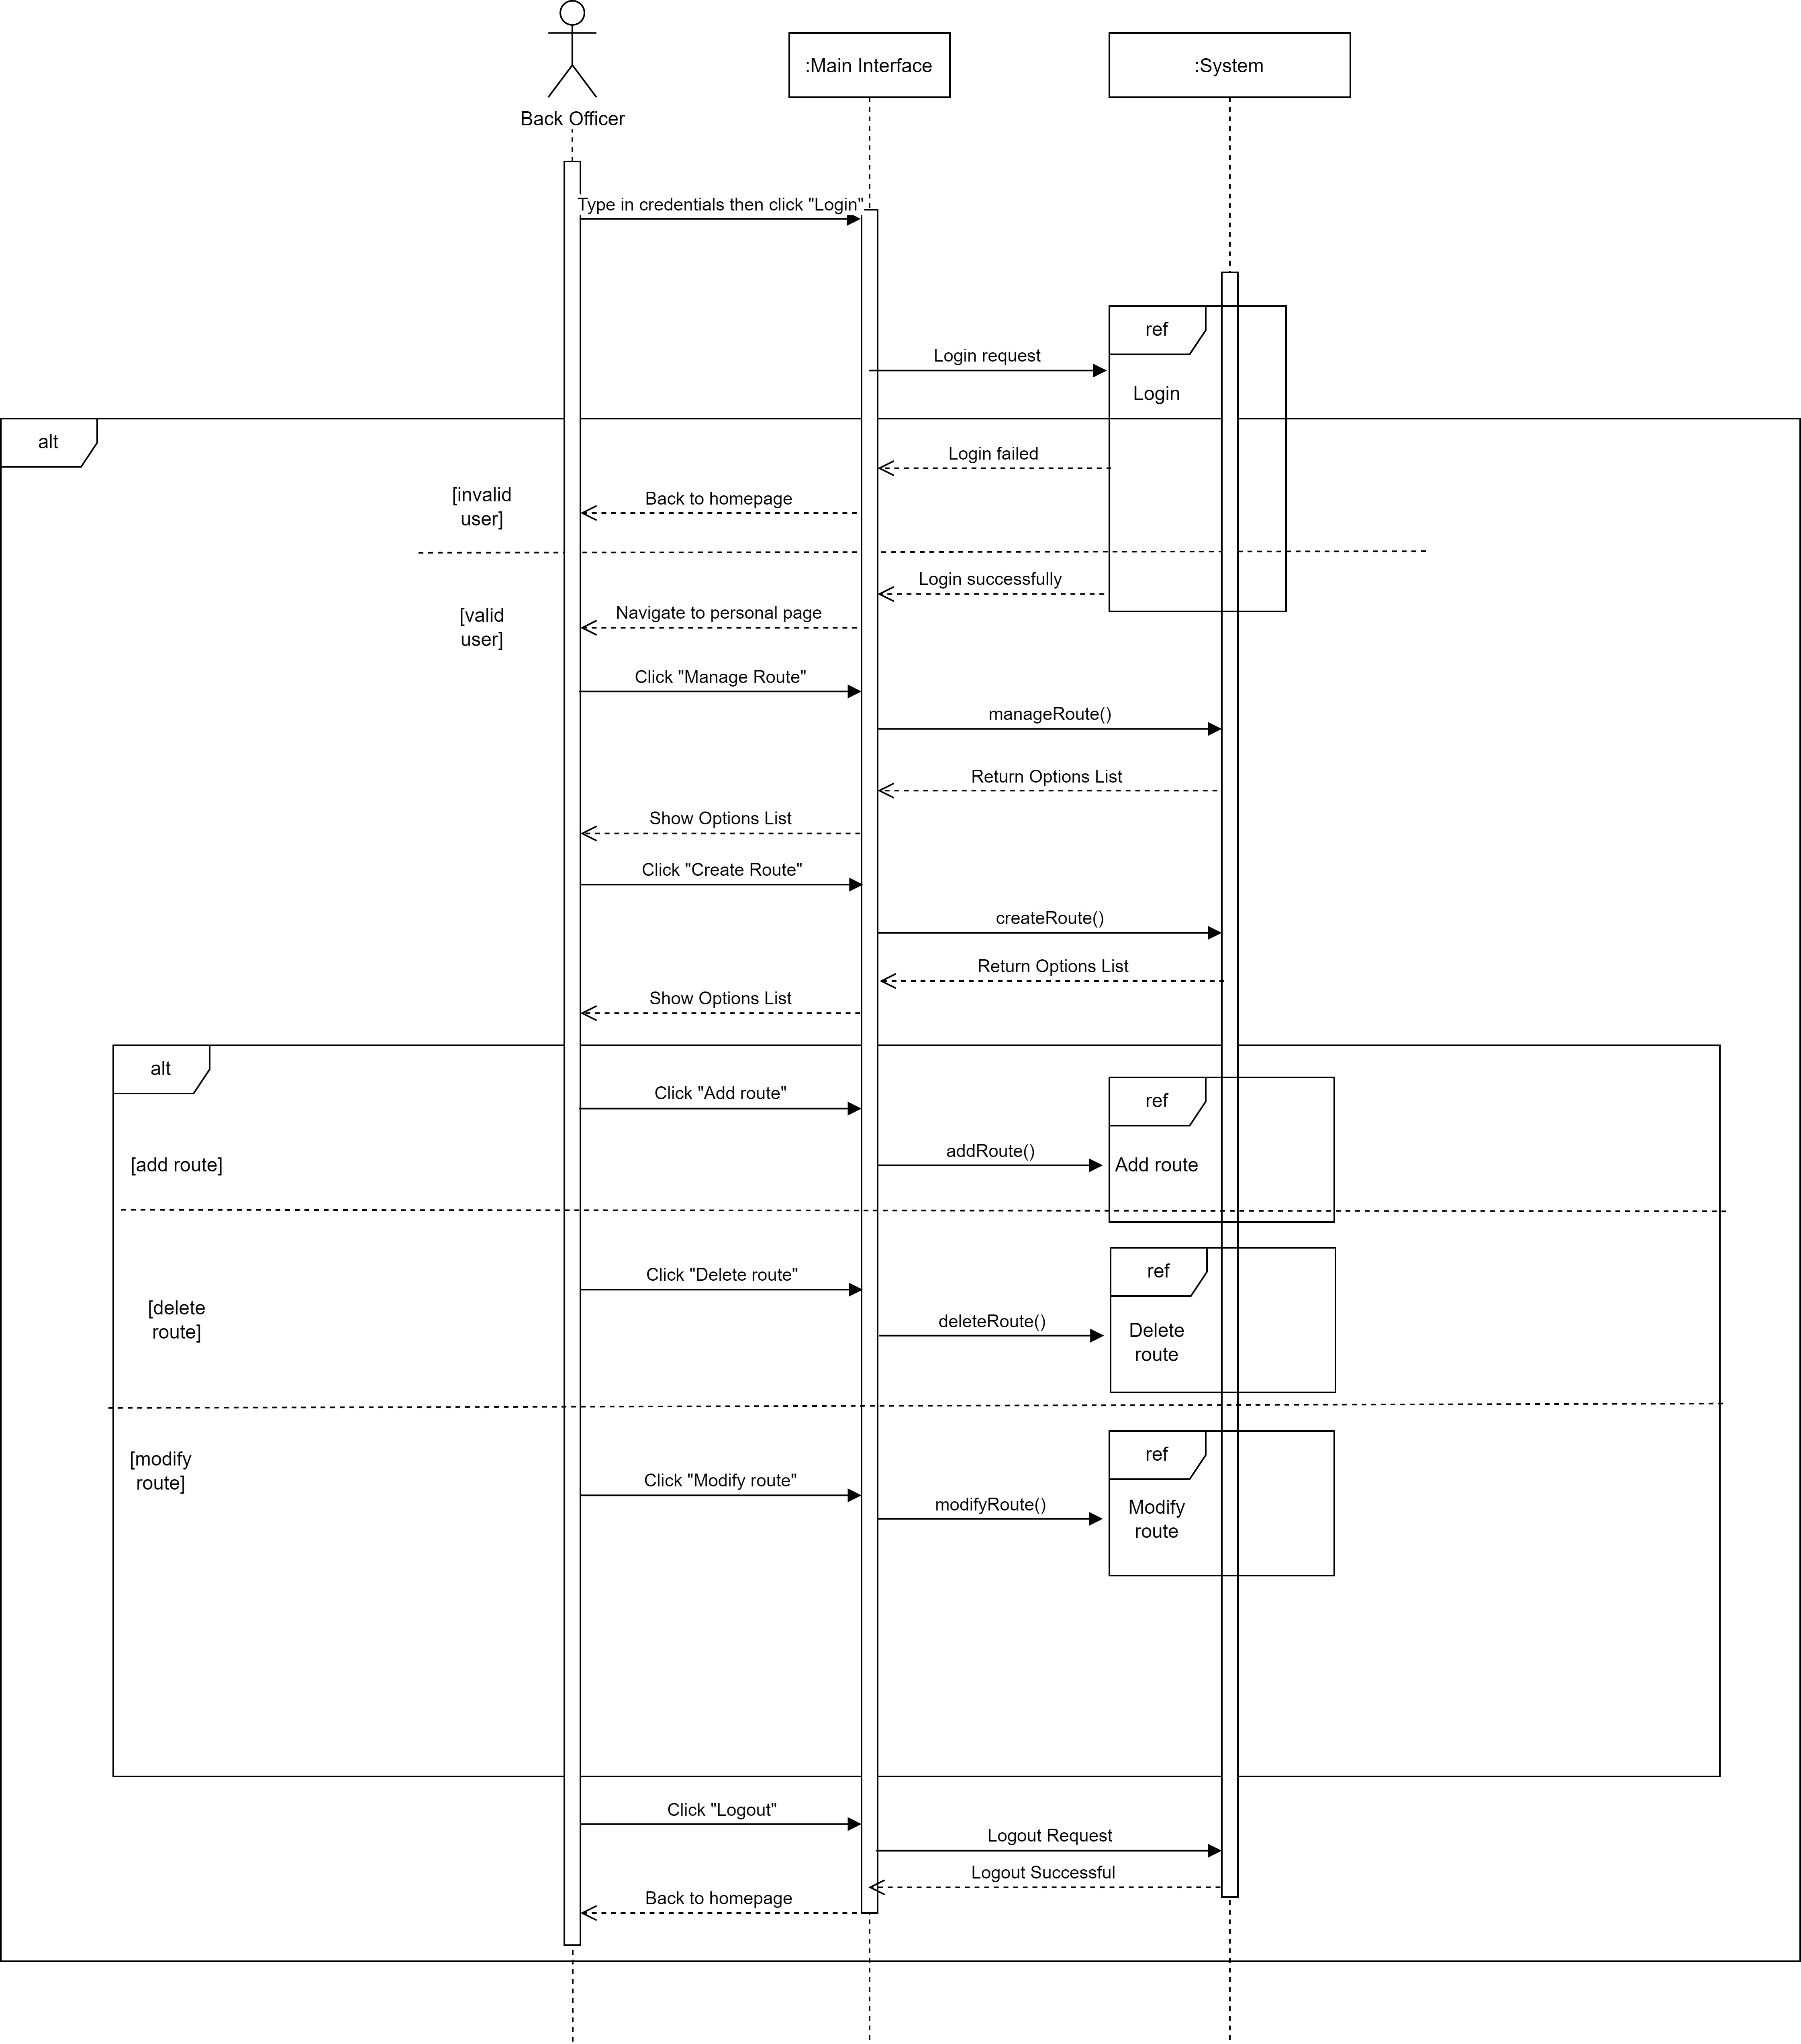 Back Officer
:Main Interface
:System
Type in credentials then click "Login"
ref
Login request
Login
alt
Login failed
[invalid
user]
Back to homepage
Login successfully
[valid
user]
Navigate to personal page
Click "Manage Route"
manageRoute()
Return Options List
Show Options List
Click "Create Route"
createRoute()
Return Options List
Show Options List
alt
Click "Add route"
ref
addRoute()
[add route]
Add route
Click "Delete route"
ref
[delete
route]
deleteRoute()
Delete
route
[modify
route]
ref
Click "Modify route"
modifyRoute()
Modify
route
Click "Logout"
Logout Request
Logout Successful
Back to homepage